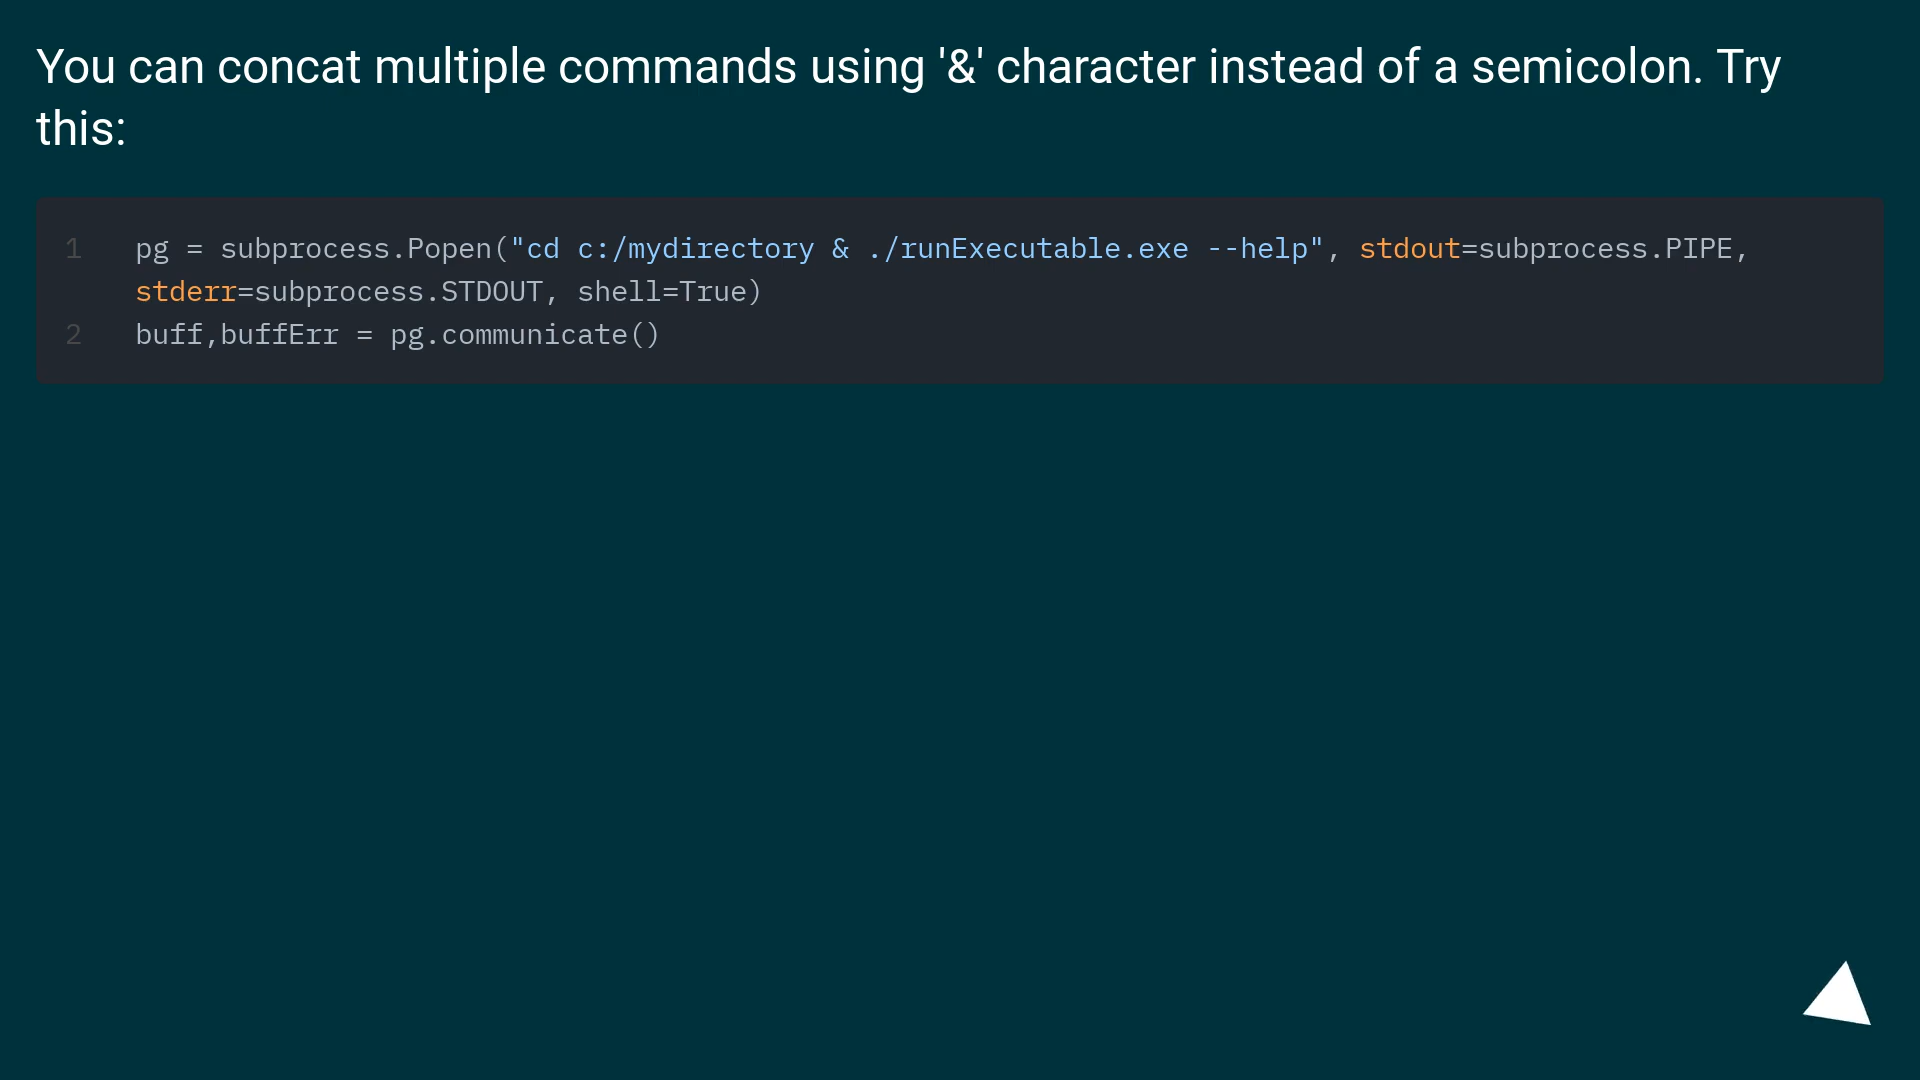 You can concat multiple commands using '&' character instead of a semicolon. Try
this:
1 pg = subprocess.Popen("cd c:/mydirectory & ./runExecutable.exe --help", stdout=subprocess.PIPE,
stderr=subprocess.STDOUT, shell=True)
2 buff,buffErr = pg.communicate()